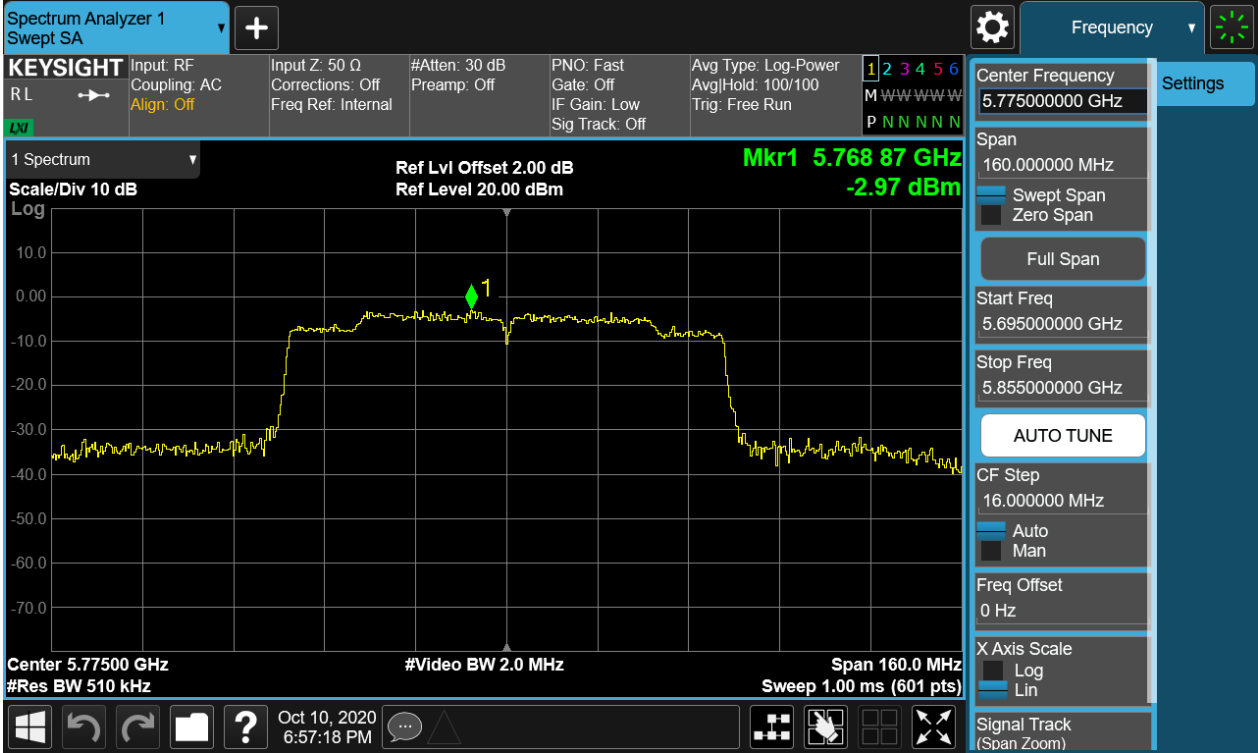 Spectrum Analyzer 1
Swept SA
Frequency
KEYSIGHT
R L
LXI
Input: RF
Coupling: AC
Align: Off
Input Z: 50 Ω
Corrections: Off
Freq Ref: Internal
#Atten: 30 dB
Preamp: Off
PNO: Fast
Gate: Off
IF Gain: Low
Sig Track: Off
Avg Type: Log-Power
Avg|Hold: 100/100
Trig: Free Run
1 2 3 4 5 6
M W W W W W
P N N N N N
1 Spectrum
Scale/Div 10 dB
Log
Ref Lvl Offset 2.00 dB
Ref Level 20.00 dBm
Mkr1 5.768 87 GHz
-2.97 dBm
1
10.0
0.00
-10.0
-20.0
-30.0
-40.0
-50.0
-60.0
-70.0
Center 5.77500 GHz
#Res BW 510 kHz
#Video BW 2.0 MHz
Span 160.0 MHz
Sweep 1.00 ms (601 pts)
Oct 10, 2020
6:57:18 PM
Center Frequency
5.775000000 GHz
Settings
Span
160.000000 MHz
Swept Span
Zero Span
Full Span
Start Freq
5.695000000 GHz
Stop Freq
5.855000000 GHz
AUTO TUNE
CF Step
16.000000 MHz
Auto
Man
Freq Offset
0 Hz
X Axis Scale
Log
Lin
Signal Track
(Span Zoom)